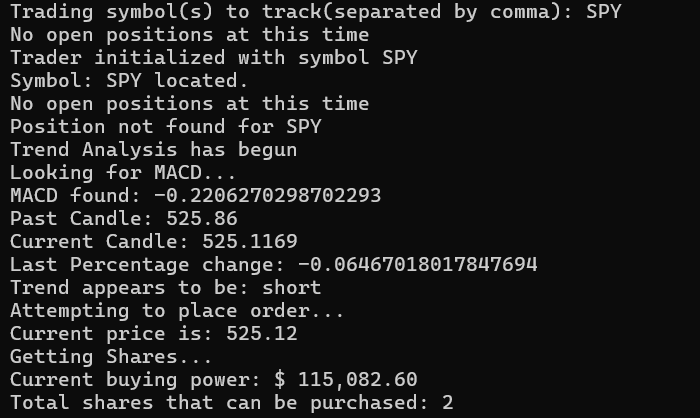 Trading symbol(s) to track(separated by comma): SPY
No open positions at this time
Trader initialized with symbol SPY
Symbol: SPY located.
No open positions at this time
Position not found for SPY
Trend Analysis has begun
Looking for MACD...
MACD found: -0.2206270298702293
Past Candle: 525.86
Current Candle: 525.1169
Last Percentage change: -0.06467018017847694
Trend appears to be: short
Attempting to place order...
Current price is: 525.12
Getting Shares...
Current buying power: $ 115,082.60
Total shares that can be purchased: 2